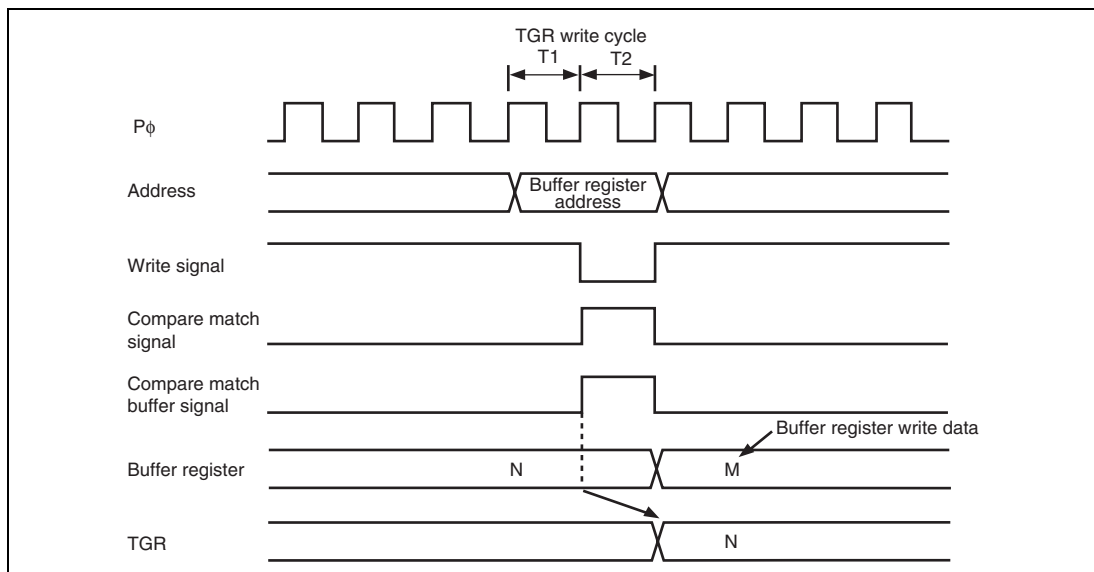 TGR write cycle
T1 T2
Pϕ
Address
Buffer register
address
Write signal
Compare match
signal
Compare match
buffer signal
Buffer register write data
Buffer register
N M
TGR
N